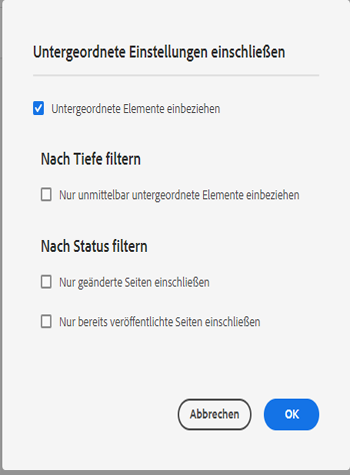 Untergeordnete Einstellungen einschließen
Untergeordnete Elemente einbeziehen
Nach Tiefe filtern
Nur unmittelbar untergeordnete Elemente einbeziehen
Nach Status filtern
Nur geänderte Seiten einschließen
Nur bereits veröffentlichte Seiten einschließen
Abbrechen OK